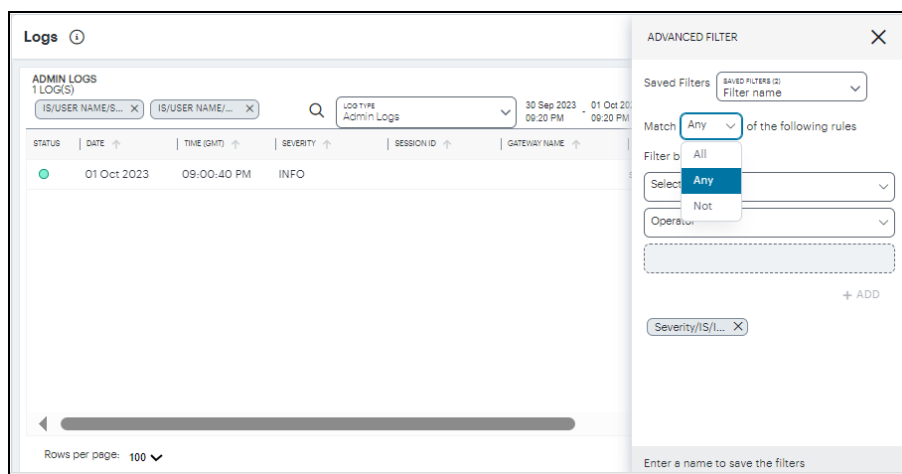 Logs
ADMIN LOGS
1 LOG(S)
IS/USER NAME/S... X
IS/USER NAME/... X
LOG TYPE
Admin Logs
30 Sep 2023 - 01 Oct 20
09:20 PM 09:20 PM
STATUS DATE TIME (GMT) SEVERITY SESSION ID GATEWAY NAME
01 Oct 2023 09:00:40 PM INFO
Rows per page: 100
ADVANCED FILTER
Saved Filters
SAVED FILTERS (2)
Filter name
Match Any of the following rules
All
Any
Not
Filter b
Select
Operator
+ ADD
Severity/IS/I... X
Enter a name to save the filters